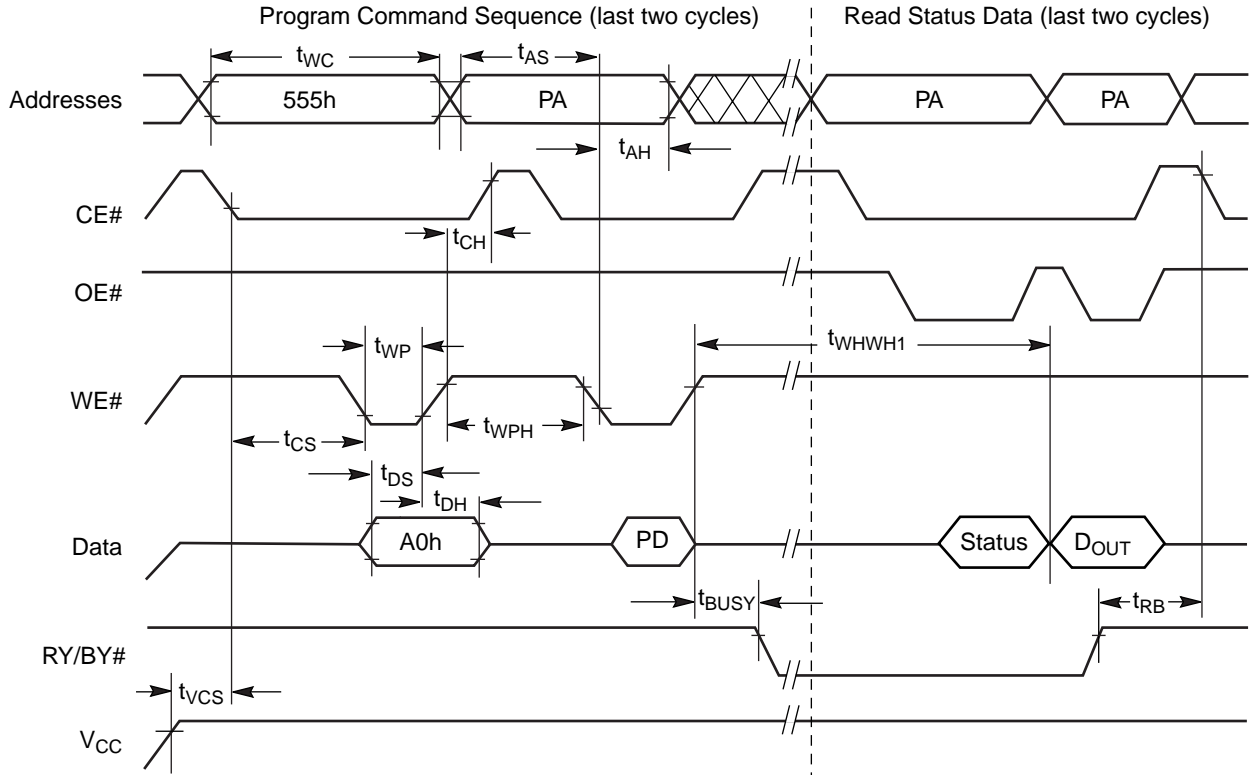 Program Command Sequence (last two cycles)
Read Status Data (last two cycles)
tWC
tAS
Addresses
555h
PA
PA
PA
tAH
CE#
tCH
OE#
tWP
tWHWH1
WE#
tCS
tWPH
tDS
tDH
Data
A0h
PD
Status
DOUT
tBUSY
tRB
RY/BY#
tVCS
VCC